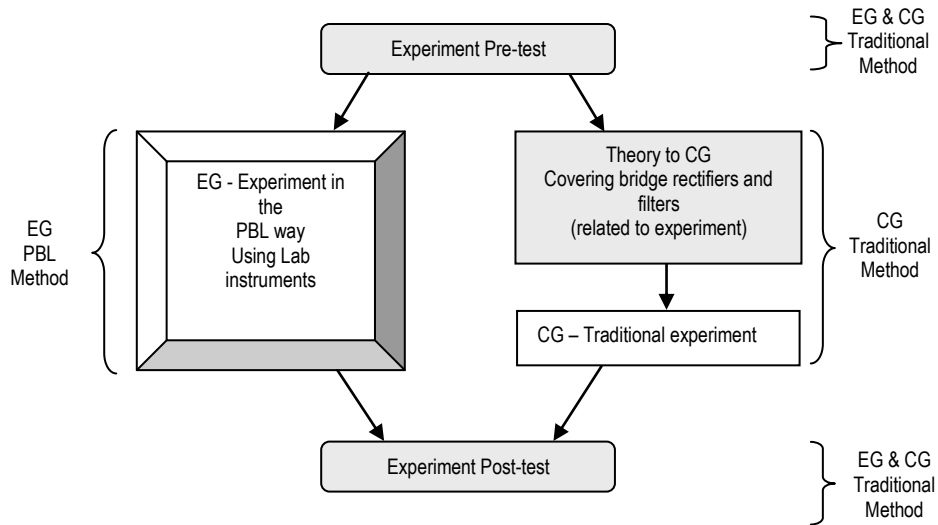 Experiment Pre-test
EG & CG
Traditional
Method
EG
PBL
Method
EG - Experiment in
the
PBL way
Using Lab
instruments
Theory to CG
Covering bridge rectifiers and
filters
(related to experiment)
CG – Traditional experiment
CG
Traditional
Method
Experiment Post-test
EG & CG
Traditional
Method